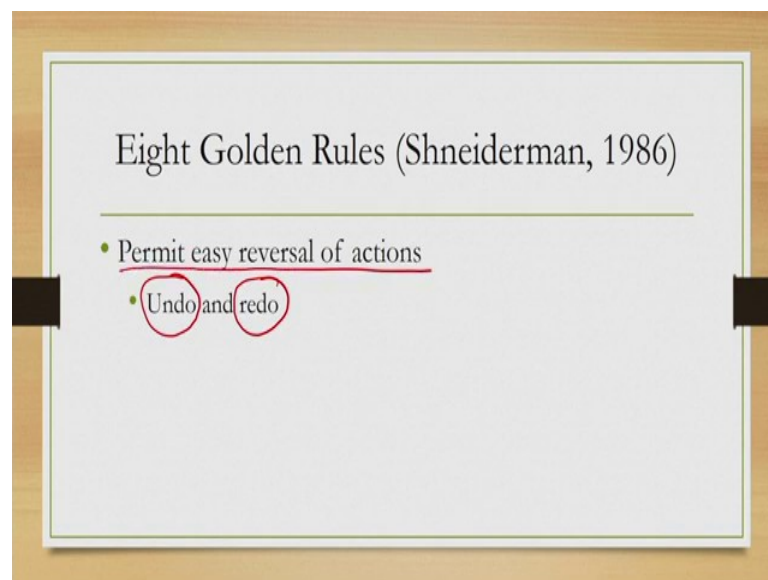 Eight Golden Rules (Shneiderman, 1986)
• Permit easy reversal of actions
• Undo and redo